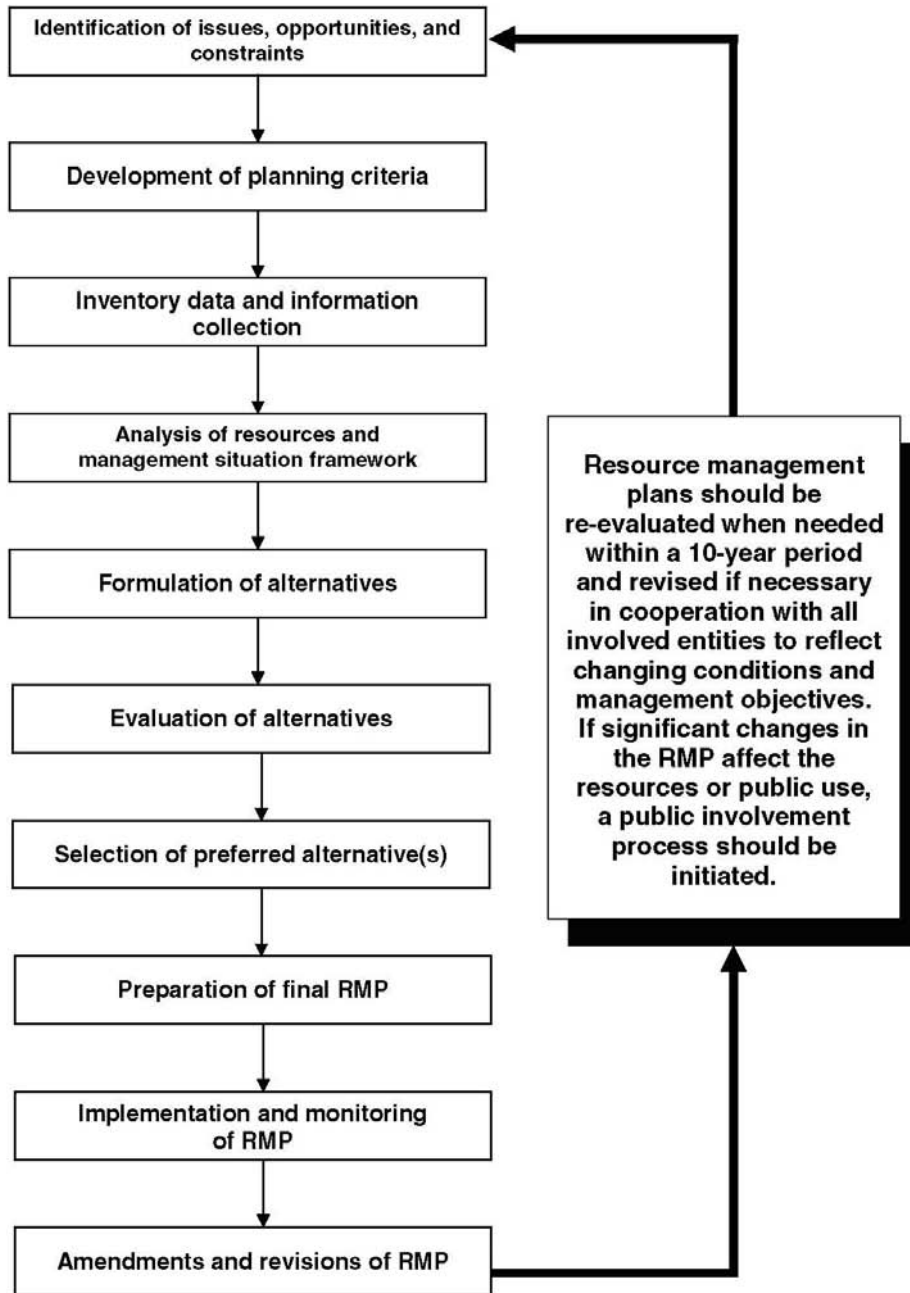 Identification of issues, opportunities, and
constraints
Development of planning criteria
Inventory data and information
collection
Analysis of resources and
management situation framework
Formulation of alternatives
Evaluation of alternatives
Selection of preferred alternative(s)
Preparation of final RMP
Implementation and monitoring
of RMP
Amendments and revisions of RMP
Resource management
plans should be
re-evaluated when needed
within a 10-year period
and revised if necessary
in cooperation with all
involved entities to reflect
changing conditions and
management objectives.
If significant changes in
the RMP affect the
resources or public use,
a public involvement
process should be
initiated.